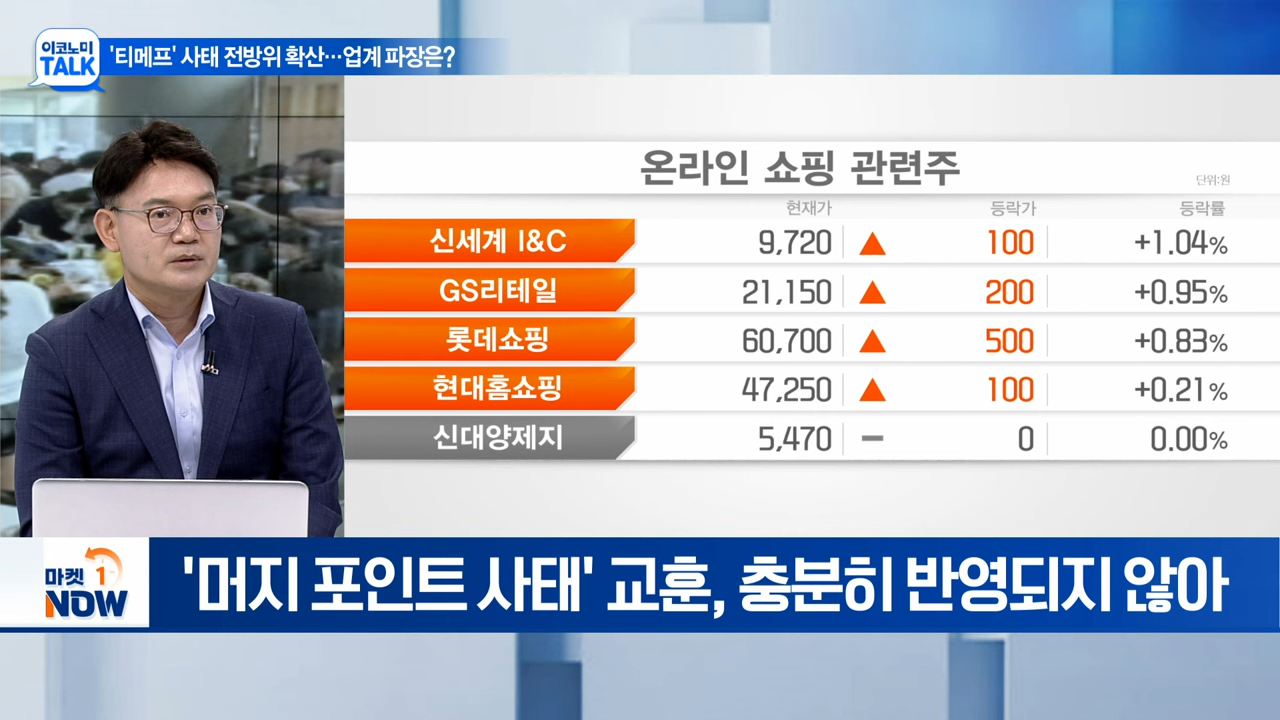 이코노미
TALK
'티메프' 사태 전방위 확산…업계 파장은?
온라인 쇼핑 관련주
단위:원
현재가 등락가 등락률
신세계 I&C 9,720 ▲ 100 +1.04%
GS리테일 21,150 ▲ 200 +0.95%
롯데쇼핑 60,700 ▲ 500 +0.83%
현대홈쇼핑 47,250 ▲ 100 +0.21%
신대양제지 5,470 - 0 0.00%
마켓 1
NOW
'머지 포인트 사태' 교훈, 충분히 반영되지 않아